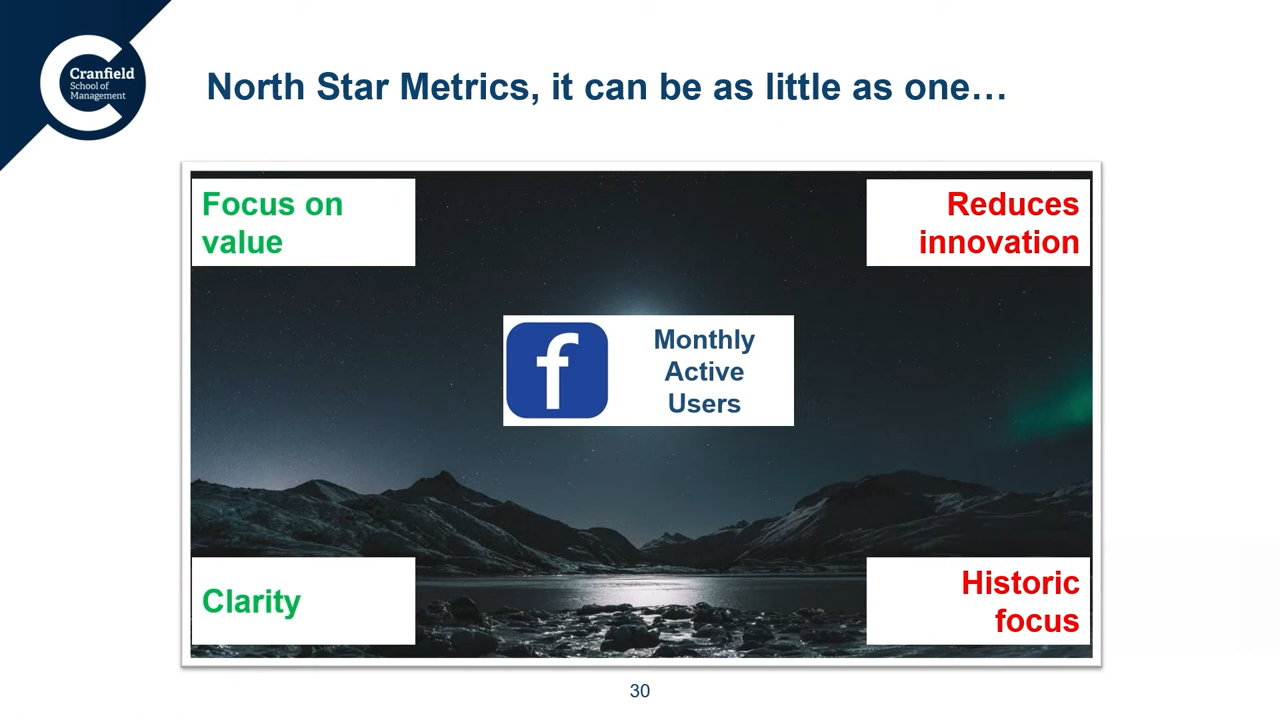 Cranfield
School of
Management
North Star Metrics, it can be as little as one…
Focus on
value
Reduces
innovation
f
Monthly
Active
Users
Clarity
Historic
focus
30